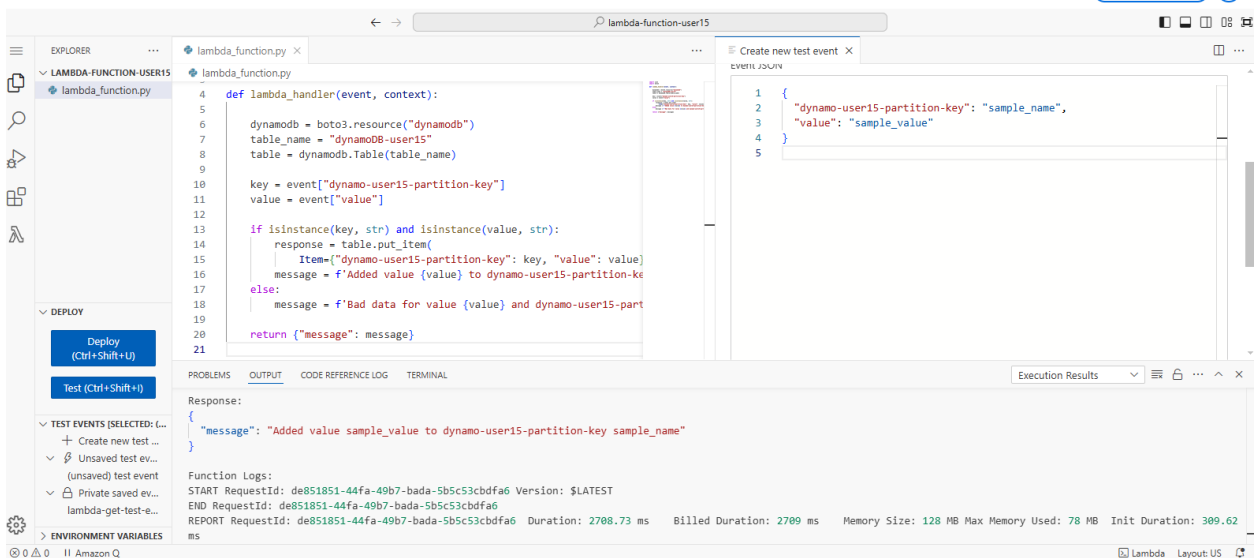 lambda-function-user15
EXPLORER
LAMBDA-FUNCTION-USER15
lambda_function.py
DEPLOY
Deploy
(Ctrl+Shift+U)
Test (Ctrl+Shift+I)
TEST EVENTS [SELECTED: (...
Create new test ...
Unsaved test ev...
(unsaved) test event
Private saved ev...
lambda-get-test-e...
ENVIRONMENT VARIABLES
lambda_function.py
lambda_function.py
4 def lambda_handler(event, context):
5
6 dynamodb = boto3.resource("dynamodb")
7 table_name = "dynamoDB-user15"
8 table = dynamodb.Table(table_name)
9
10 key = event["dynamo-user15-partition-key"]
11 value = event["value"]
12
13 if isinstance(key, str) and isinstance(value, str):
14 response = table.put_item(
15 Item={"dynamo-user15-partition-key": key, "value": value}
16 message = f'Added value {value} to dynamo-user15-partition-ke
17 else:
18 message = f'Bad data for value {value} and dynamo-user15-part
19
20 return {"message": message}
21
Create new test event
Event JSON
1 {
2 "dynamo-user15-partition-key": "sample_name",
3 "value": "sample_value"
4 }
5
PROBLEMS OUTPUT CODE REFERENCE LOG TERMINAL
Execution Results
Response:
{
"message": "Added value sample_value to dynamo-user15-partition-key sample_name"
}
Function Logs:
START RequestId: de851851-44fa-49b7-bada-5b5c53cbdfa6 Version: $LATEST
END RequestId: de851851-44fa-49b7-bada-5b5c53cbdfa6
REPORT RequestId: de851851-44fa-49b7-bada-5b5c53cbdfa6 Duration: 2708.73 ms Billed Duration: 2709 ms Memory Size: 128 MB Max Memory Used: 78 MB Init Duration: 309.62
ms
0 0 Amazon Q
Lambda Layout: US